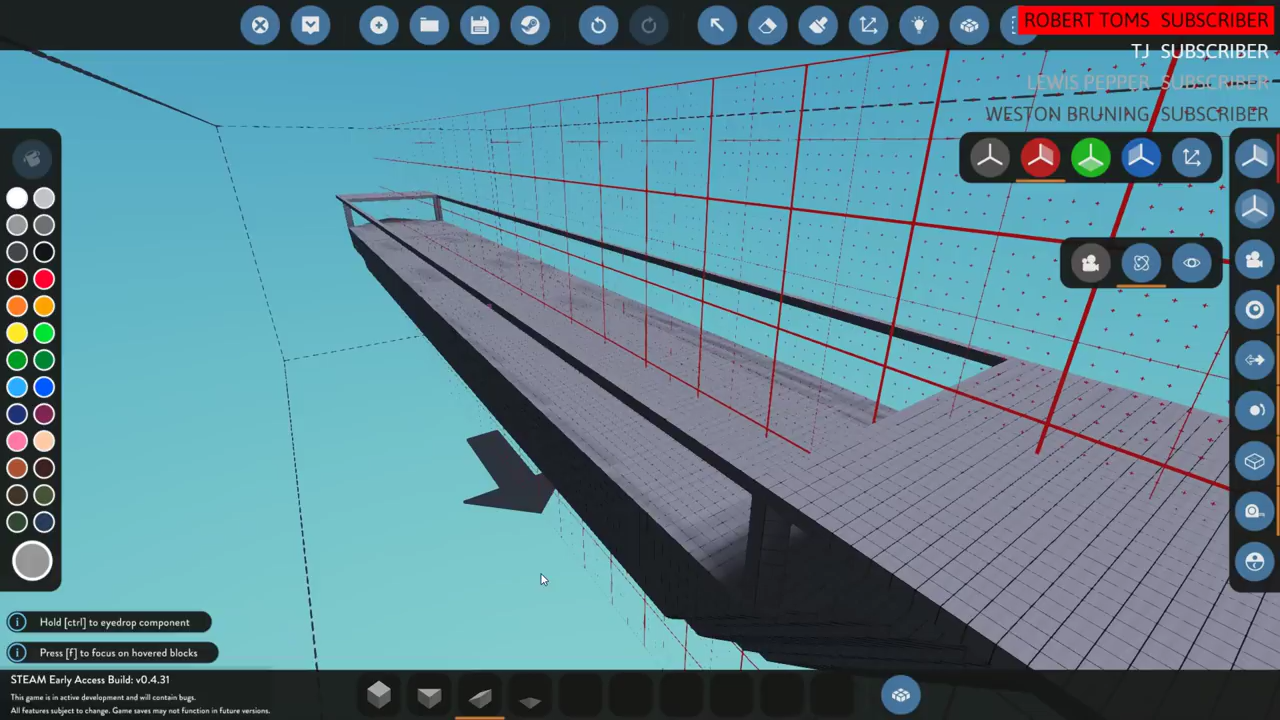 ROBERT TOMS SUBSCRIBER
TJ SUBSCRIBER
LEWIS PEPPER SUBSCRIBER
WESTON BRUNING SUBSCRIBER
Hold [ctrl] to eyedrop component
Press [f] to focus on hovered blocks
STEAM Early Access Build: v0.4.31
This game is in active development and will contain bugs.
All features subject to change. Game saves may not function in future versions.